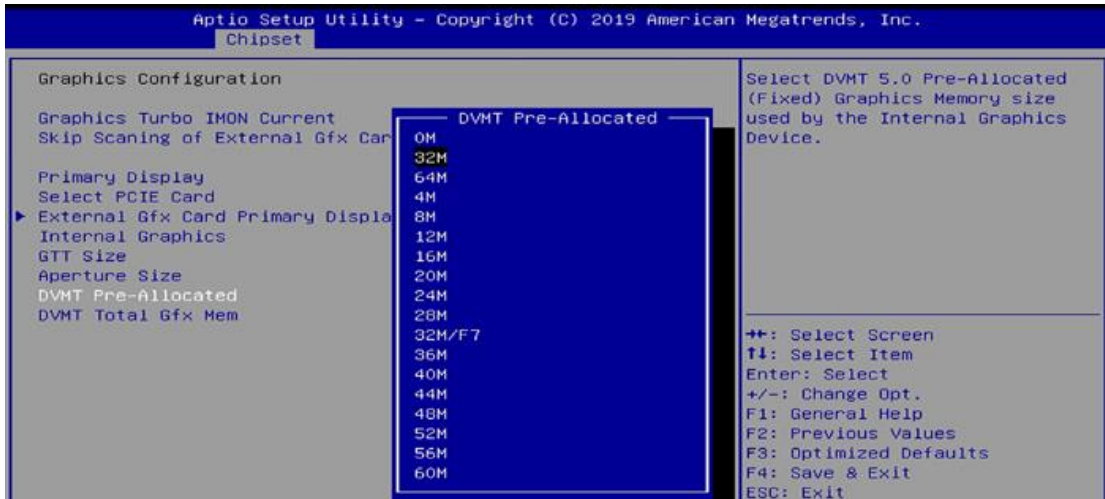 Aptio Setup Utility – Copyright (C) 2019 American Megatrends, Inc.
Chipset
Graphics Configuration
Graphics Turbo IMON Current
Skip Scaning of External Gfx Car
Primary Display
Select PCIE Card
► External Gfx Card Primary Displa
Internal Graphics
GTT Size
Aperture Size
DVMT Pre-Allocated
DVMT Total Gfx Mem
DVMT Pre-Allocated
0M
32M
64M
4M
8M
12M
16M
20M
24M
28M
32M/F7
36M
40M
44M
48M
52M
56M
60M
Select DVMT 5.0 Pre-Allocated
(Fixed) Graphics Memory size
used by the Internal Graphics
Device.
→←: Select Screen
↑↓: Select Item
Enter: Select
+/-: Change Opt.
F1: General Help
F2: Previous Values
F3: Optimized Defaults
F4: Save & Exit
ESC: Exit